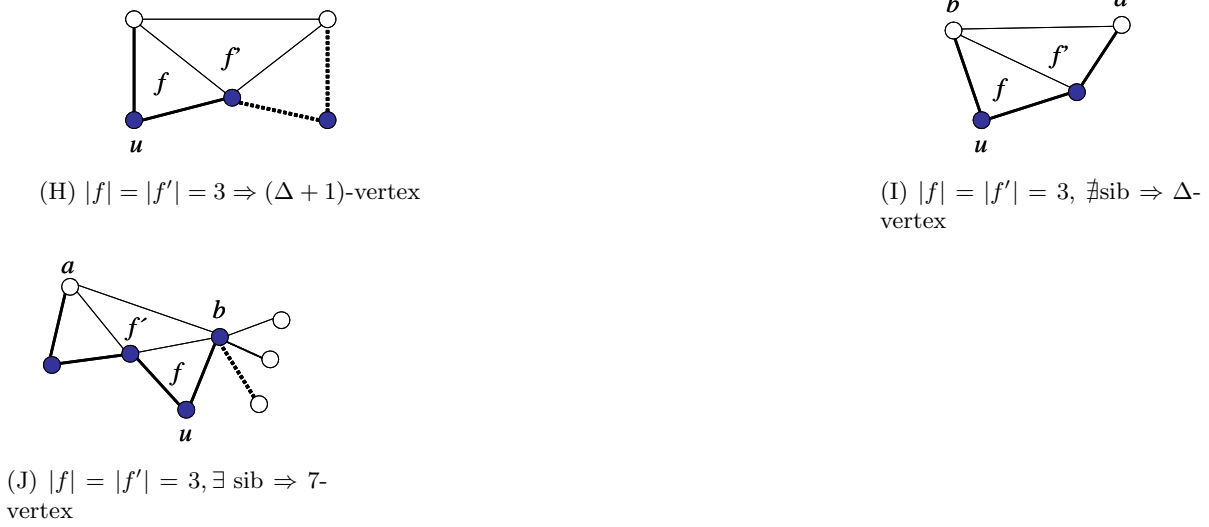 b
a
f'
f
u
f'
f
u
(H) |f| = |f′| = 3 ⇒ (Δ + 1)-vertex
(I) |f| = |f′| = 3, ∄sib ⇒ Δ-
vertex
a
b
f´
f
u
(J) |f| = |f′| = 3, ∃ sib ⇒ 7-
vertex